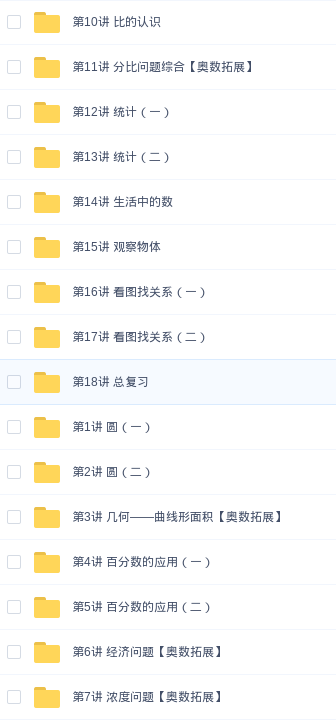 第10讲 比的认识
第11讲 分比问题综合【奥数拓展】
第12讲 统计（一）
第13讲 统计（二）
第14讲 生活中的数
第15讲 观察物体
第16讲 看图找关系（一）
第17讲 看图找关系（二）
第18讲 总复习
第1讲 圆（一）
第2讲 圆（二）
第3讲 几何——曲线形面积【奥数拓展】
第4讲 百分数的应用（一）
第5讲 百分数的应用（二）
第6讲 经济问题【奥数拓展】
第7讲 浓度问题【奥数拓展】